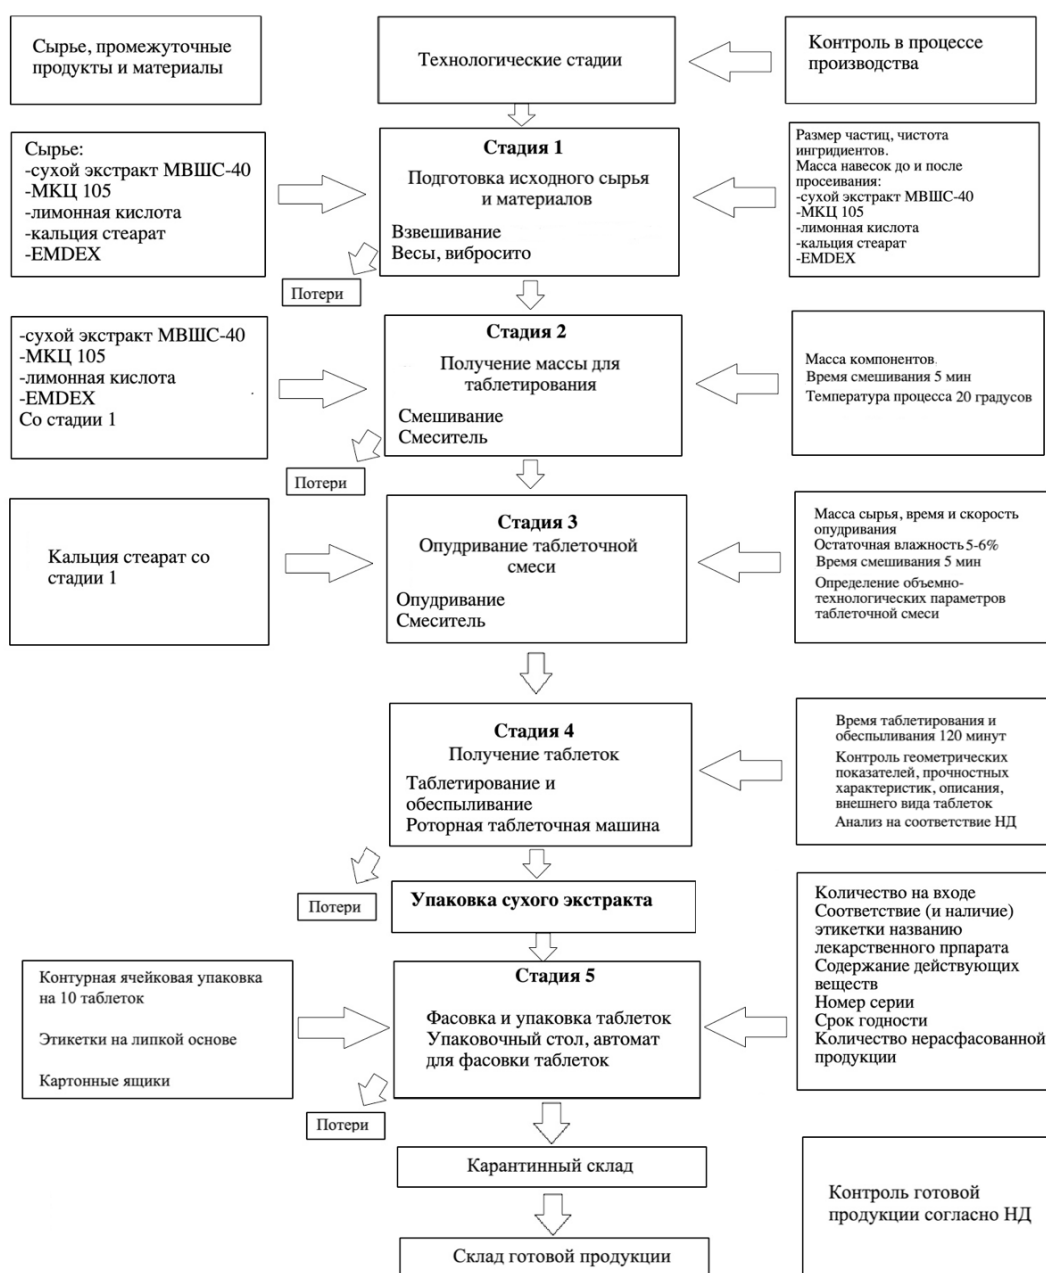 Сырье, промежуточные
продукты и материалы
Технологические стадии
Контроль в процессе
производства
Сырье:
-сухой экстракт МВШС-40
-МКЦ 105
-лимонная кислота
-кальция стеарат
-EMDEX
Стадия 1
Подготовка исходного сырья
и материалов
Взвешивание
Весы, вибросито
Размер частиц, чистота
ингридиентов.
Масса навесок до и после
просеивания:
-сухой экстракт МВШС-40
-МКЦ 105
-лимонная кислота
-кальция стеарат
-EMDEX
Потери
-сухой экстракт МВШС-40
-МКЦ 105
-лимонная кислота
-EMDEX
Со стадии 1
Стадия 2
Получение массы для
таблетирования
Смешивание
Смеситель
Масса компонентов
Время смешивания 5 мин
Температура процесса 20 градусов
Потери
Кальция стеарат со
стадии 1
Стадия 3
Опудривание таблеточной
смеси
Опудривание
Смеситель
Масса сырья, время и скорость
опудривания
Остаточная влажность 5-6%
Время смешивания 5 мин
Определение объемно-
технологических параметров
таблеточной смеси
Стадия 4
Получение таблеток
Таблетирование и
обеспыливание
Роторная таблеточная машина
Время таблетирования и
обеспыливания 120 минут
Контроль геометрических
показателей, прочностных
характеристик, описания,
внешнего вида таблеток
Анализ на соответствие НД
Потери
Упаковка сухого экстракта
Количество на входе
Соответствие (и наличие)
этикетки названию
лекарственного прпарата
Содержание действующих
веществ
Номер серии
Срок годности
Количество нерасфасованной
продукции
Контурная ячейковая упаковка
на 10 таблеток
Этикетки на липкой основе
Картонные ящики
Стадия 5
Фасовка и упаковка таблеток
Упаковочный стол, автомат
для фасовки таблеток
Потери
Карантинный склад
Контроль готовой
продукции согласно НД
Склад готовой продукции